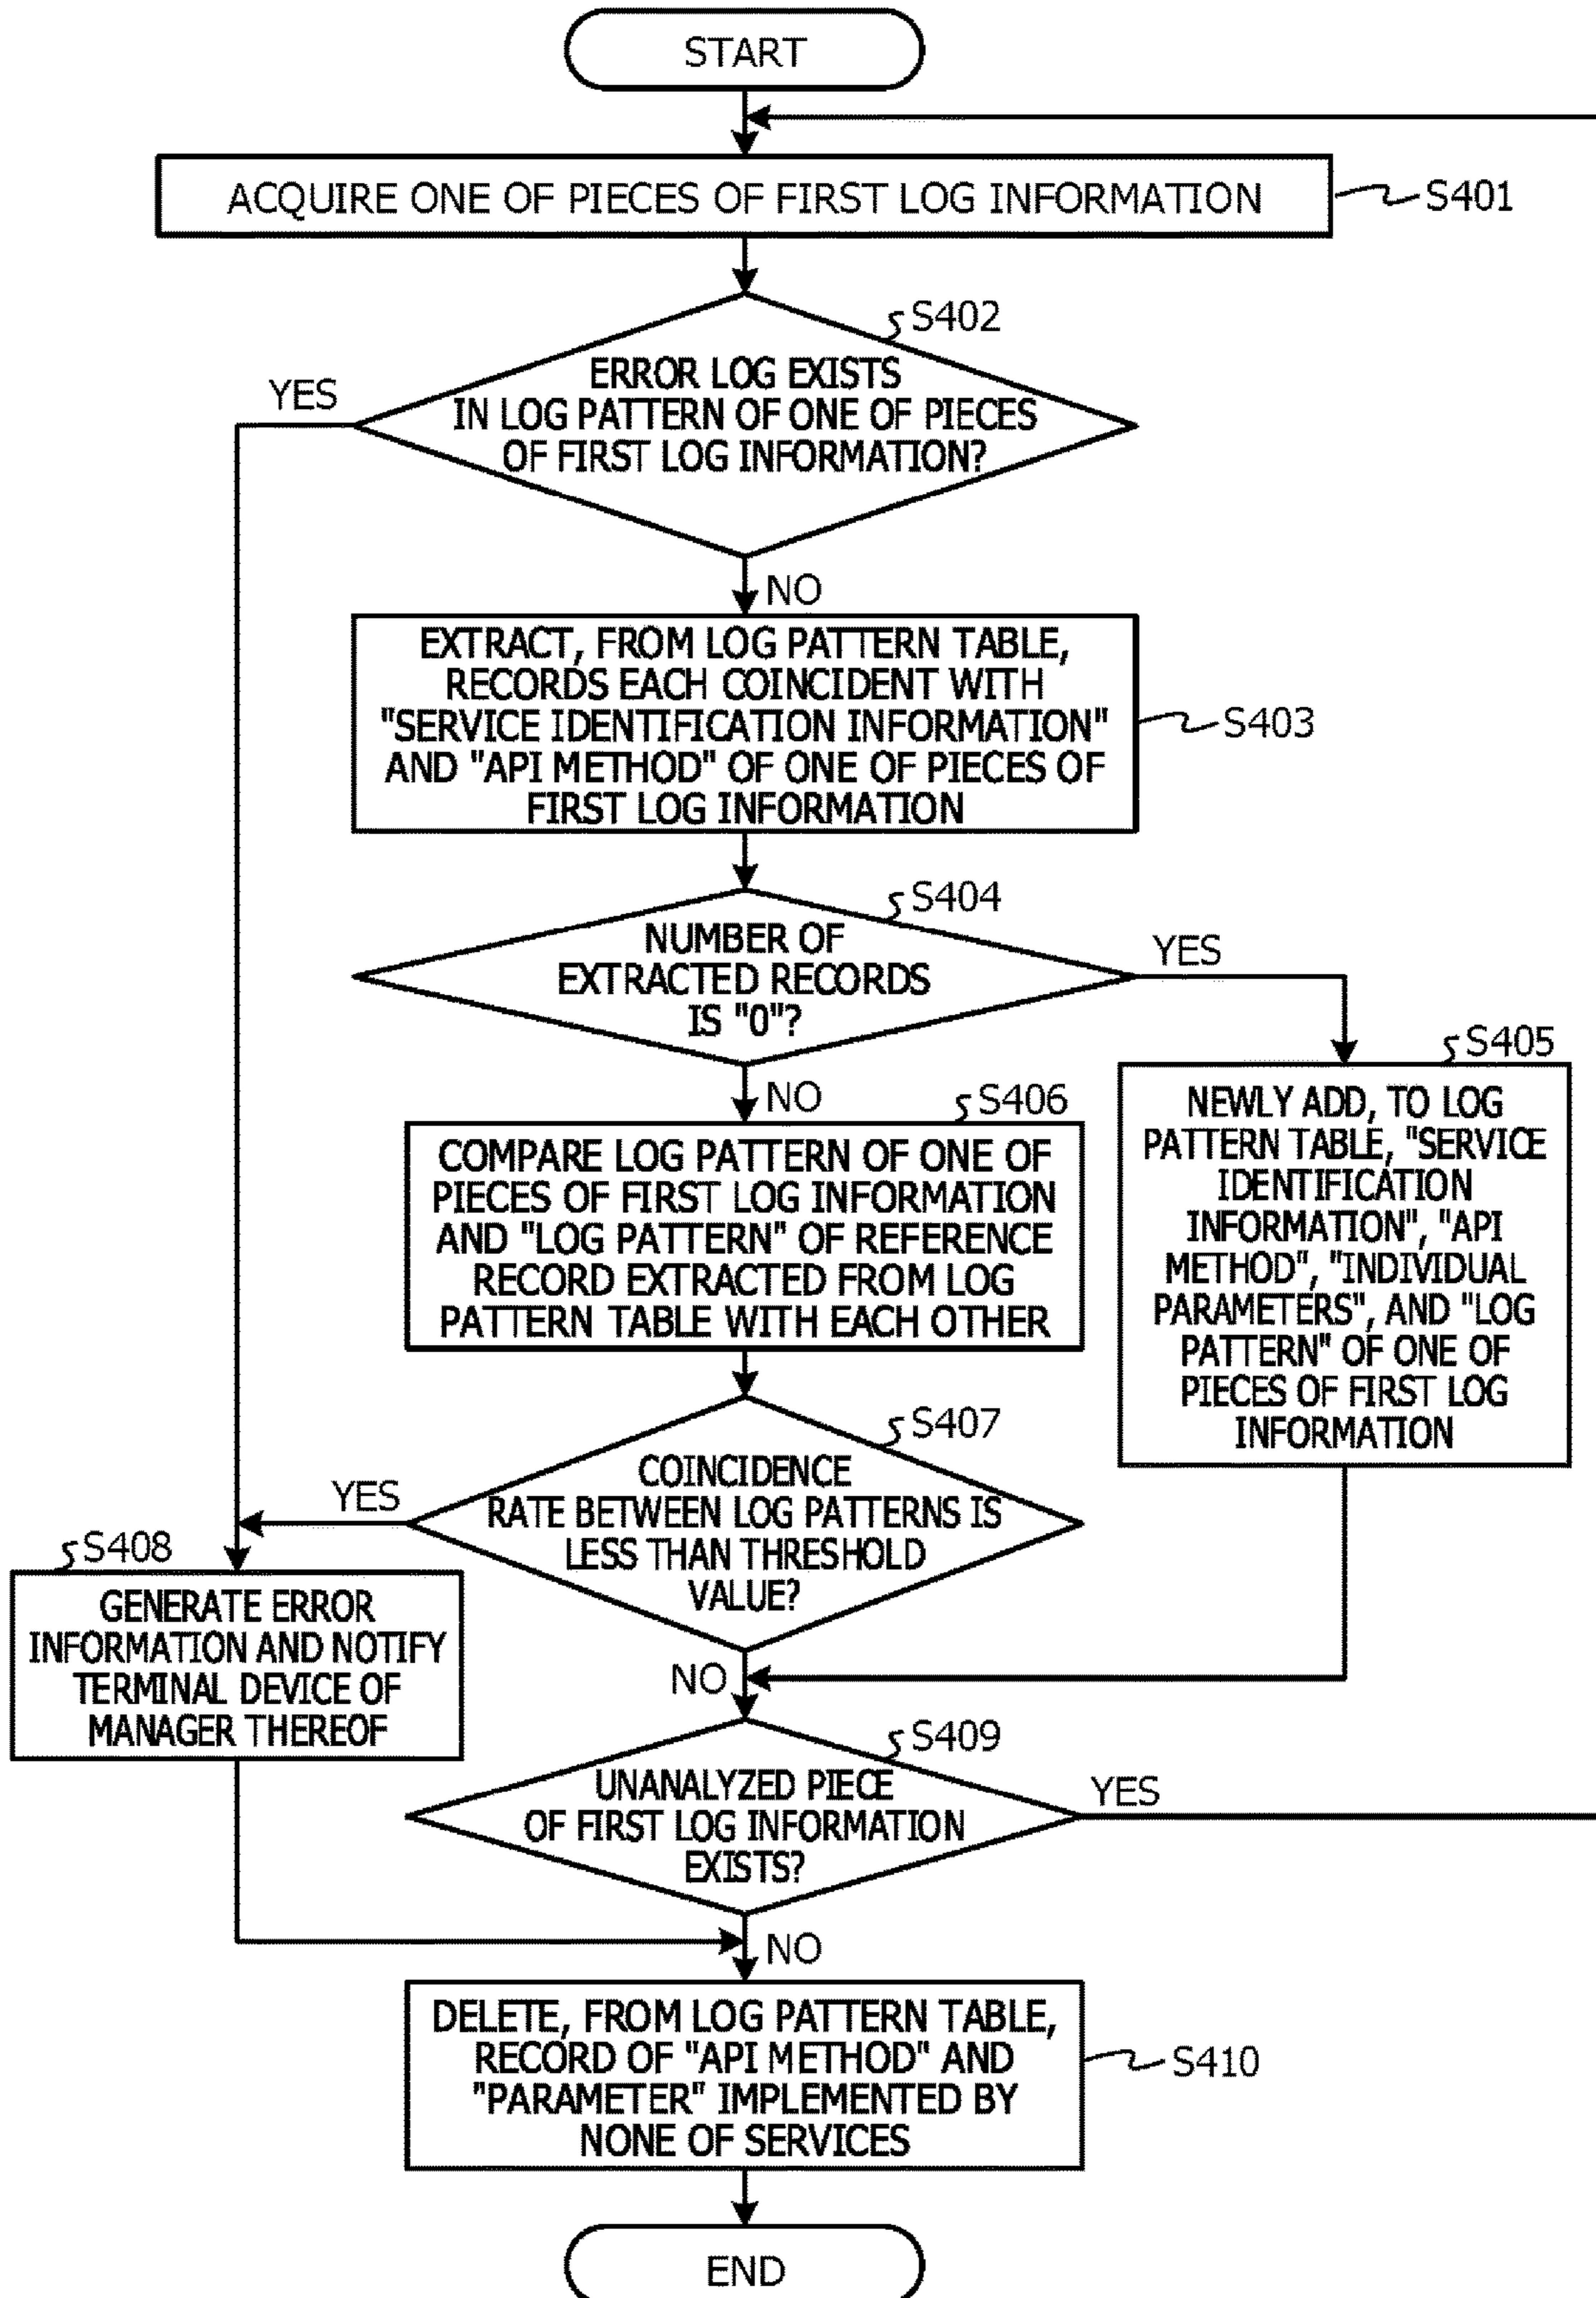 START
ACQUIRE ONE OF PIECES OF FIRST LOG INFORMATION
S401
S402
ERROR LOG EXISTS
IN LOG PATTERN OF ONE OF PIECES
OF FIRST LOG INFORMATION?
YES
NO
EXTRACT, FROM LOG PATTERN TABLE,
RECORDS EACH COINCIDENT WITH
"SERVICE IDENTIFICATION INFORMATION"
AND "API METHOD" OF ONE OF PIECES OF
FIRST LOG INFORMATION
S403
S404
NUMBER OF
EXTRACTED RECORDS
IS "0"?
YES
NO
S405
NEWLY ADD, TO LOG
PATTERN TABLE, "SERVICE
IDENTIFICATION
INFORMATION", "API
METHOD", "INDIVIDUAL
PARAMETERS", AND "LOG
PATTERN" OF ONE OF
PIECES OF FIRST LOG
INFORMATION
S406
COMPARE LOG PATTERN OF ONE OF
PIECES OF FIRST LOG INFORMATION
AND "LOG PATTERN" OF REFERENCE
RECORD EXTRACTED FROM LOG
PATTERN TABLE WITH EACH OTHER
S407
COINCIDENCE
RATE BETWEEN LOG PATTERNS IS
LESS THAN THRESHOLD
VALUE?
YES
NO
S408
GENERATE ERROR
INFORMATION AND NOTIFY
TERMINAL DEVICE OF
MANAGER THEREOF
S409
UNANALYZED PIECE
OF FIRST LOG INFORMATION
EXISTS?
YES
NO
DELETE, FROM LOG PATTERN TABLE,
RECORD OF "API METHOD" AND
"PARAMETER" IMPLEMENTED BY
NONE OF SERVICES
S410
END